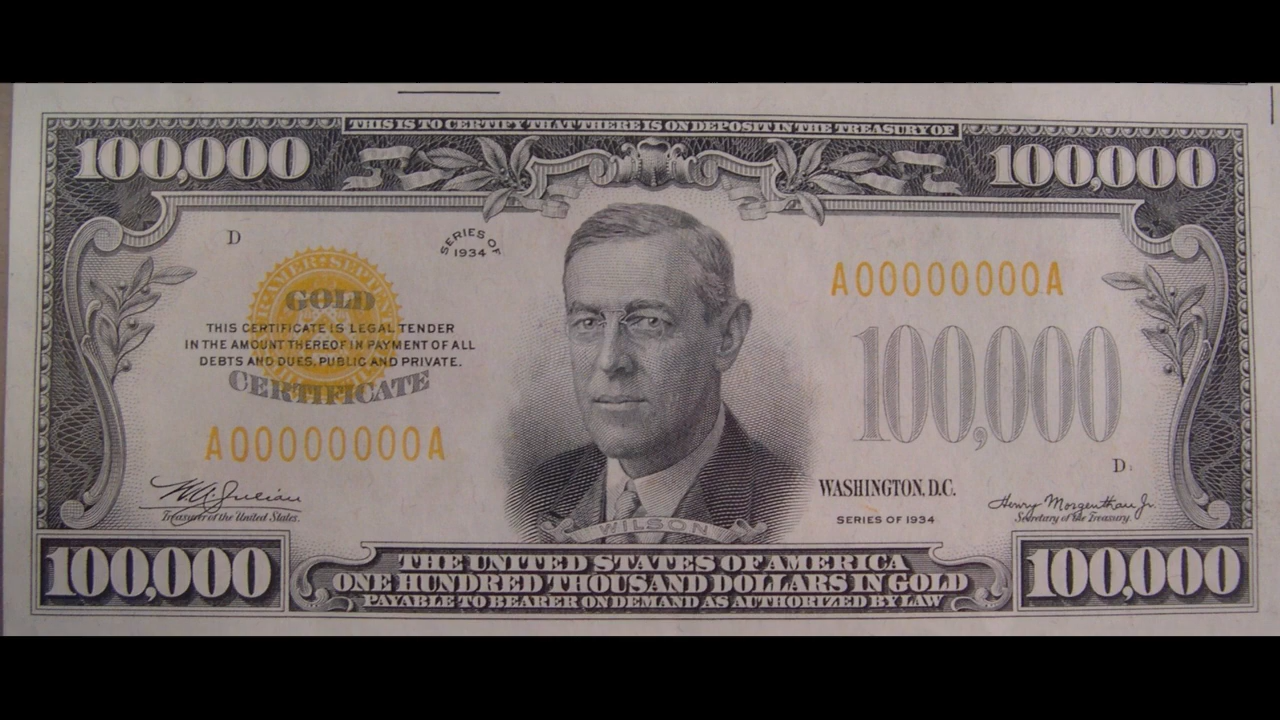 THIS IS TO CERTIFY THAT THERE IS ON DEPOSIT IN THE TREASURY OF
100,000
100,000
D
SERIES OF
1934
A00000000A
GOLD
THIS CERTIFICATE IS LEGAL TENDER
IN THE AMOUNT THEREOF IN PAYMENT OF ALL
DEBTS AND DUES, PUBLIC AND PRIVATE.
CERTIFICATE
100,000
A00000000A
D
WASHINGTON, D.C.
W.A. Julian
Treasurer of the United States.
SERIES OF 1934
Henry Morgenthau Jr.
Secretary of the Treasury.
WILSON
100,000
THE UNITED STATES OF AMERICA
ONE HUNDRED THOUSAND DOLLARS IN GOLD
PAYABLE TO BEARER ON DEMAND AS AUTHORIZED BY LAW
100,000